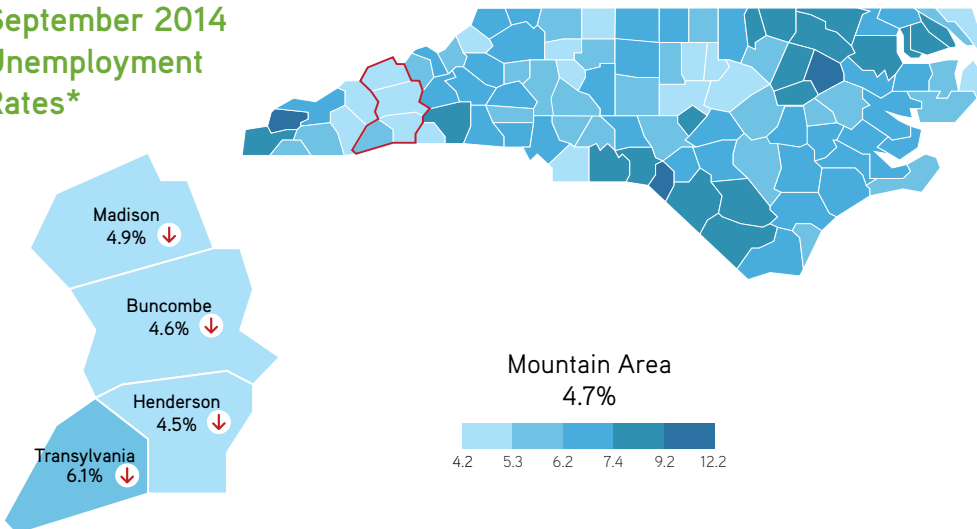 September 2014
Unemployment
Rates*
Madison
4.9%
Buncombe
4.6%
Henderson
4.5%
Transylvania
6.1%
Mountain Area
4.7%
4.2 5.3 6.2 7.4 9.2 12.2